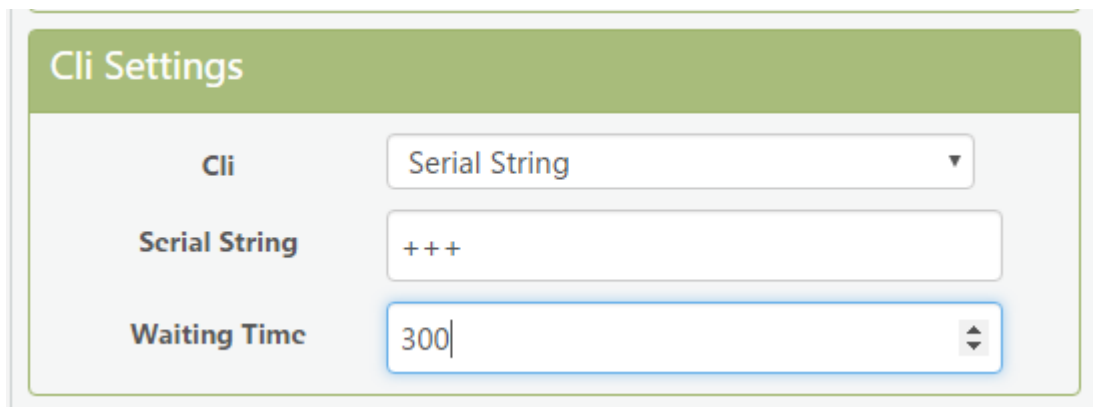 Cli Settings
Cli Serial String
Serial String +++
Waiting Time 300